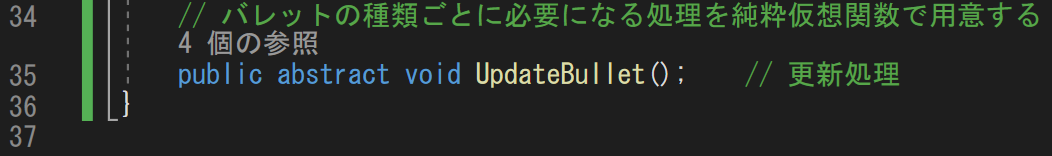 34 // バレットの種類ごとに必要になる処理を純粋仮想関数で用意する
4 個の参照
35 public abstract void UpdateBullet(); // 更新処理
36 }
37